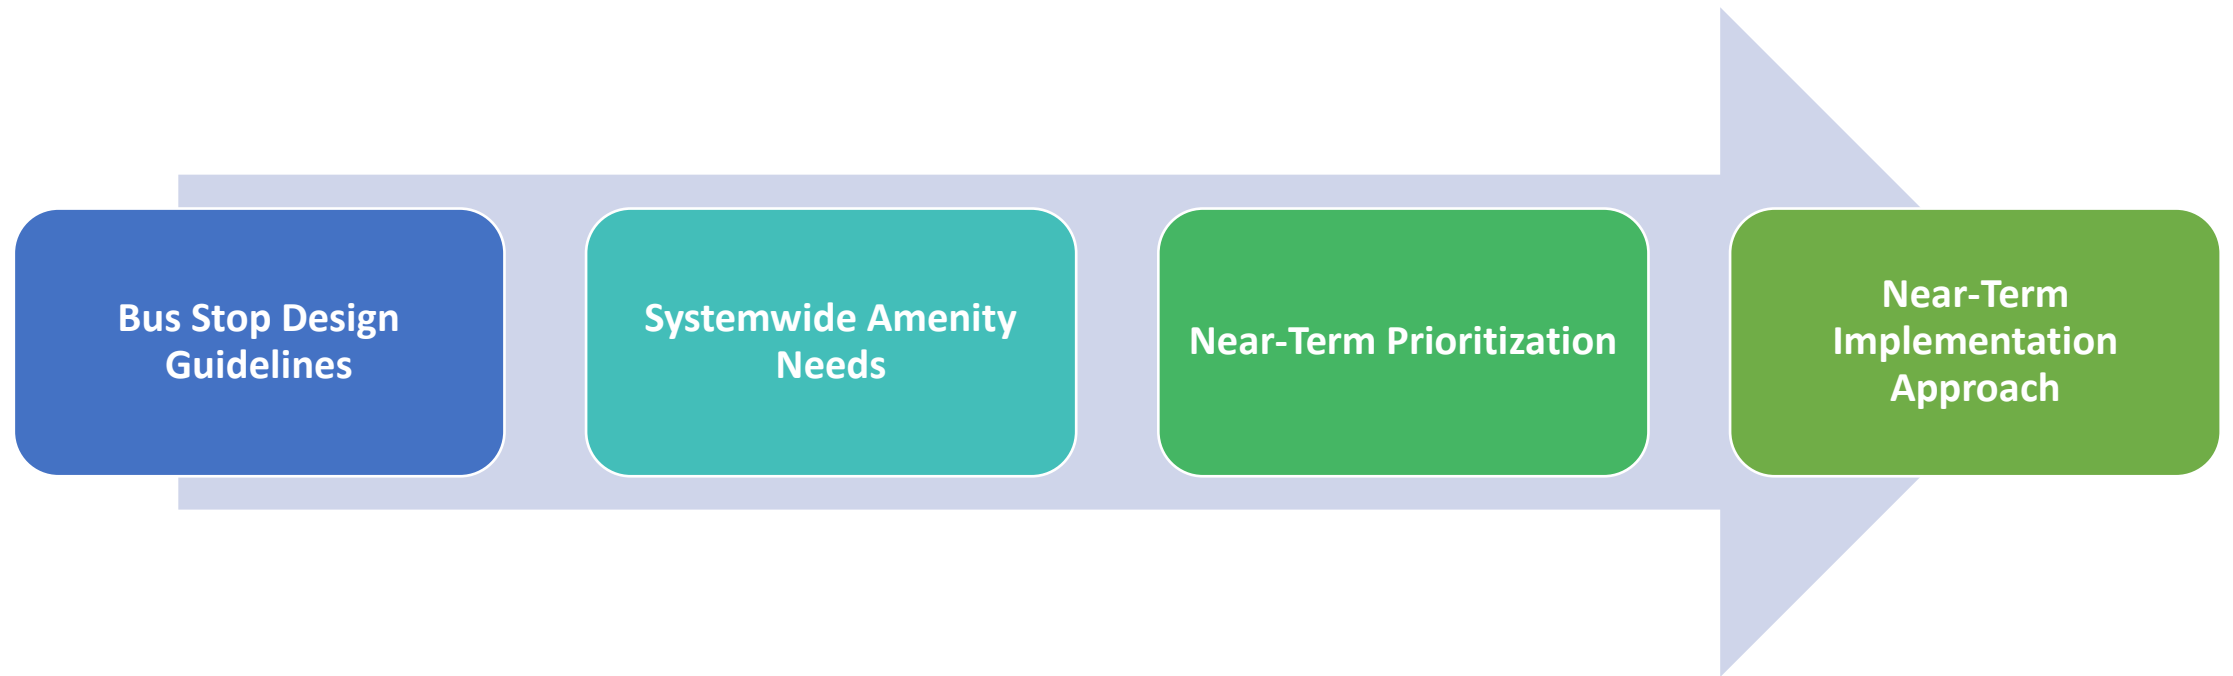 Bus Stop Design
Guidelines
Systemwide Amenity
Needs
Near-Term Prioritization
Near-Term
Implementation
Approach